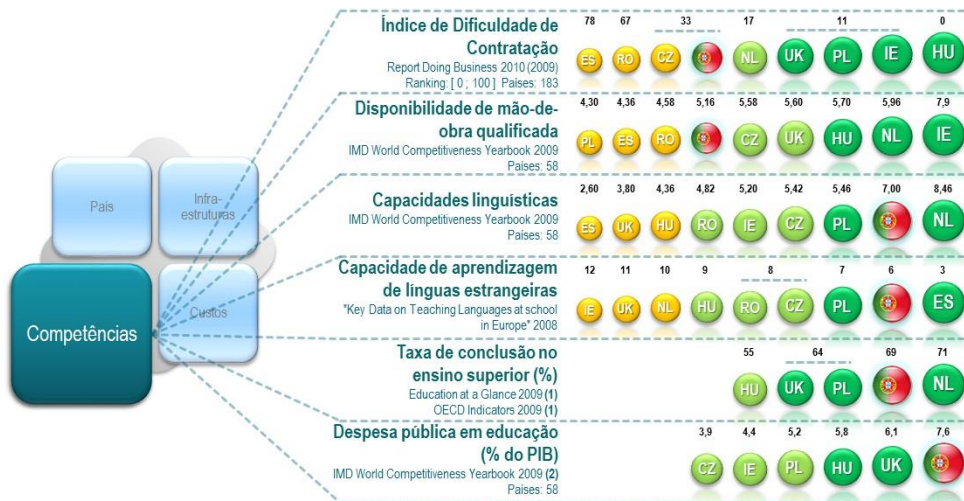 País
Infra-
estruturas
Competências
Custos
Índice de Dificuldade de
Contratação
Report Doing Business 2010 (2009)
Ranking: [ 0 ; 100 ] Países: 183
78 67 33 17 11 0
ES RO CZ NL UK PL IE HU
Disponibilidade de mão-de-
obra qualificada
IMD World Competitiveness Yearbook 2009
Países: 58
4,30 4,36 4,58 5,16 5,58 5,60 5,70 5,96 7,9
PL ES RO CZ UK HU NL IE
Capacidades linguísticas
IMD World Competitiveness Yearbook 2009
Países: 58
2,60 3,80 4,36 4,82 5,20 5,42 5,46 7,00 8,46
ES UK HU RO IE CZ PL NL
Capacidade de aprendizagem
de línguas estrangeiras
"Key Data on Teaching Languages at school
in Europe" 2008
12 11 10 9 8 7 6 3
IE UK NL HU RO CZ PL ES
Taxa de conclusão no
ensino superior (%)
Education at a Glance 2009 (1)
OECD Indicators 2009 (1)
55 64 69 71
HU UK PL NL
Despesa pública em educação
(% do PIB)
IMD World Competitiveness Yearbook 2009 (2)
Países: 58
3,9 4,4 5,2 5,8 6,1 7,6
CZ IE PL HU UK